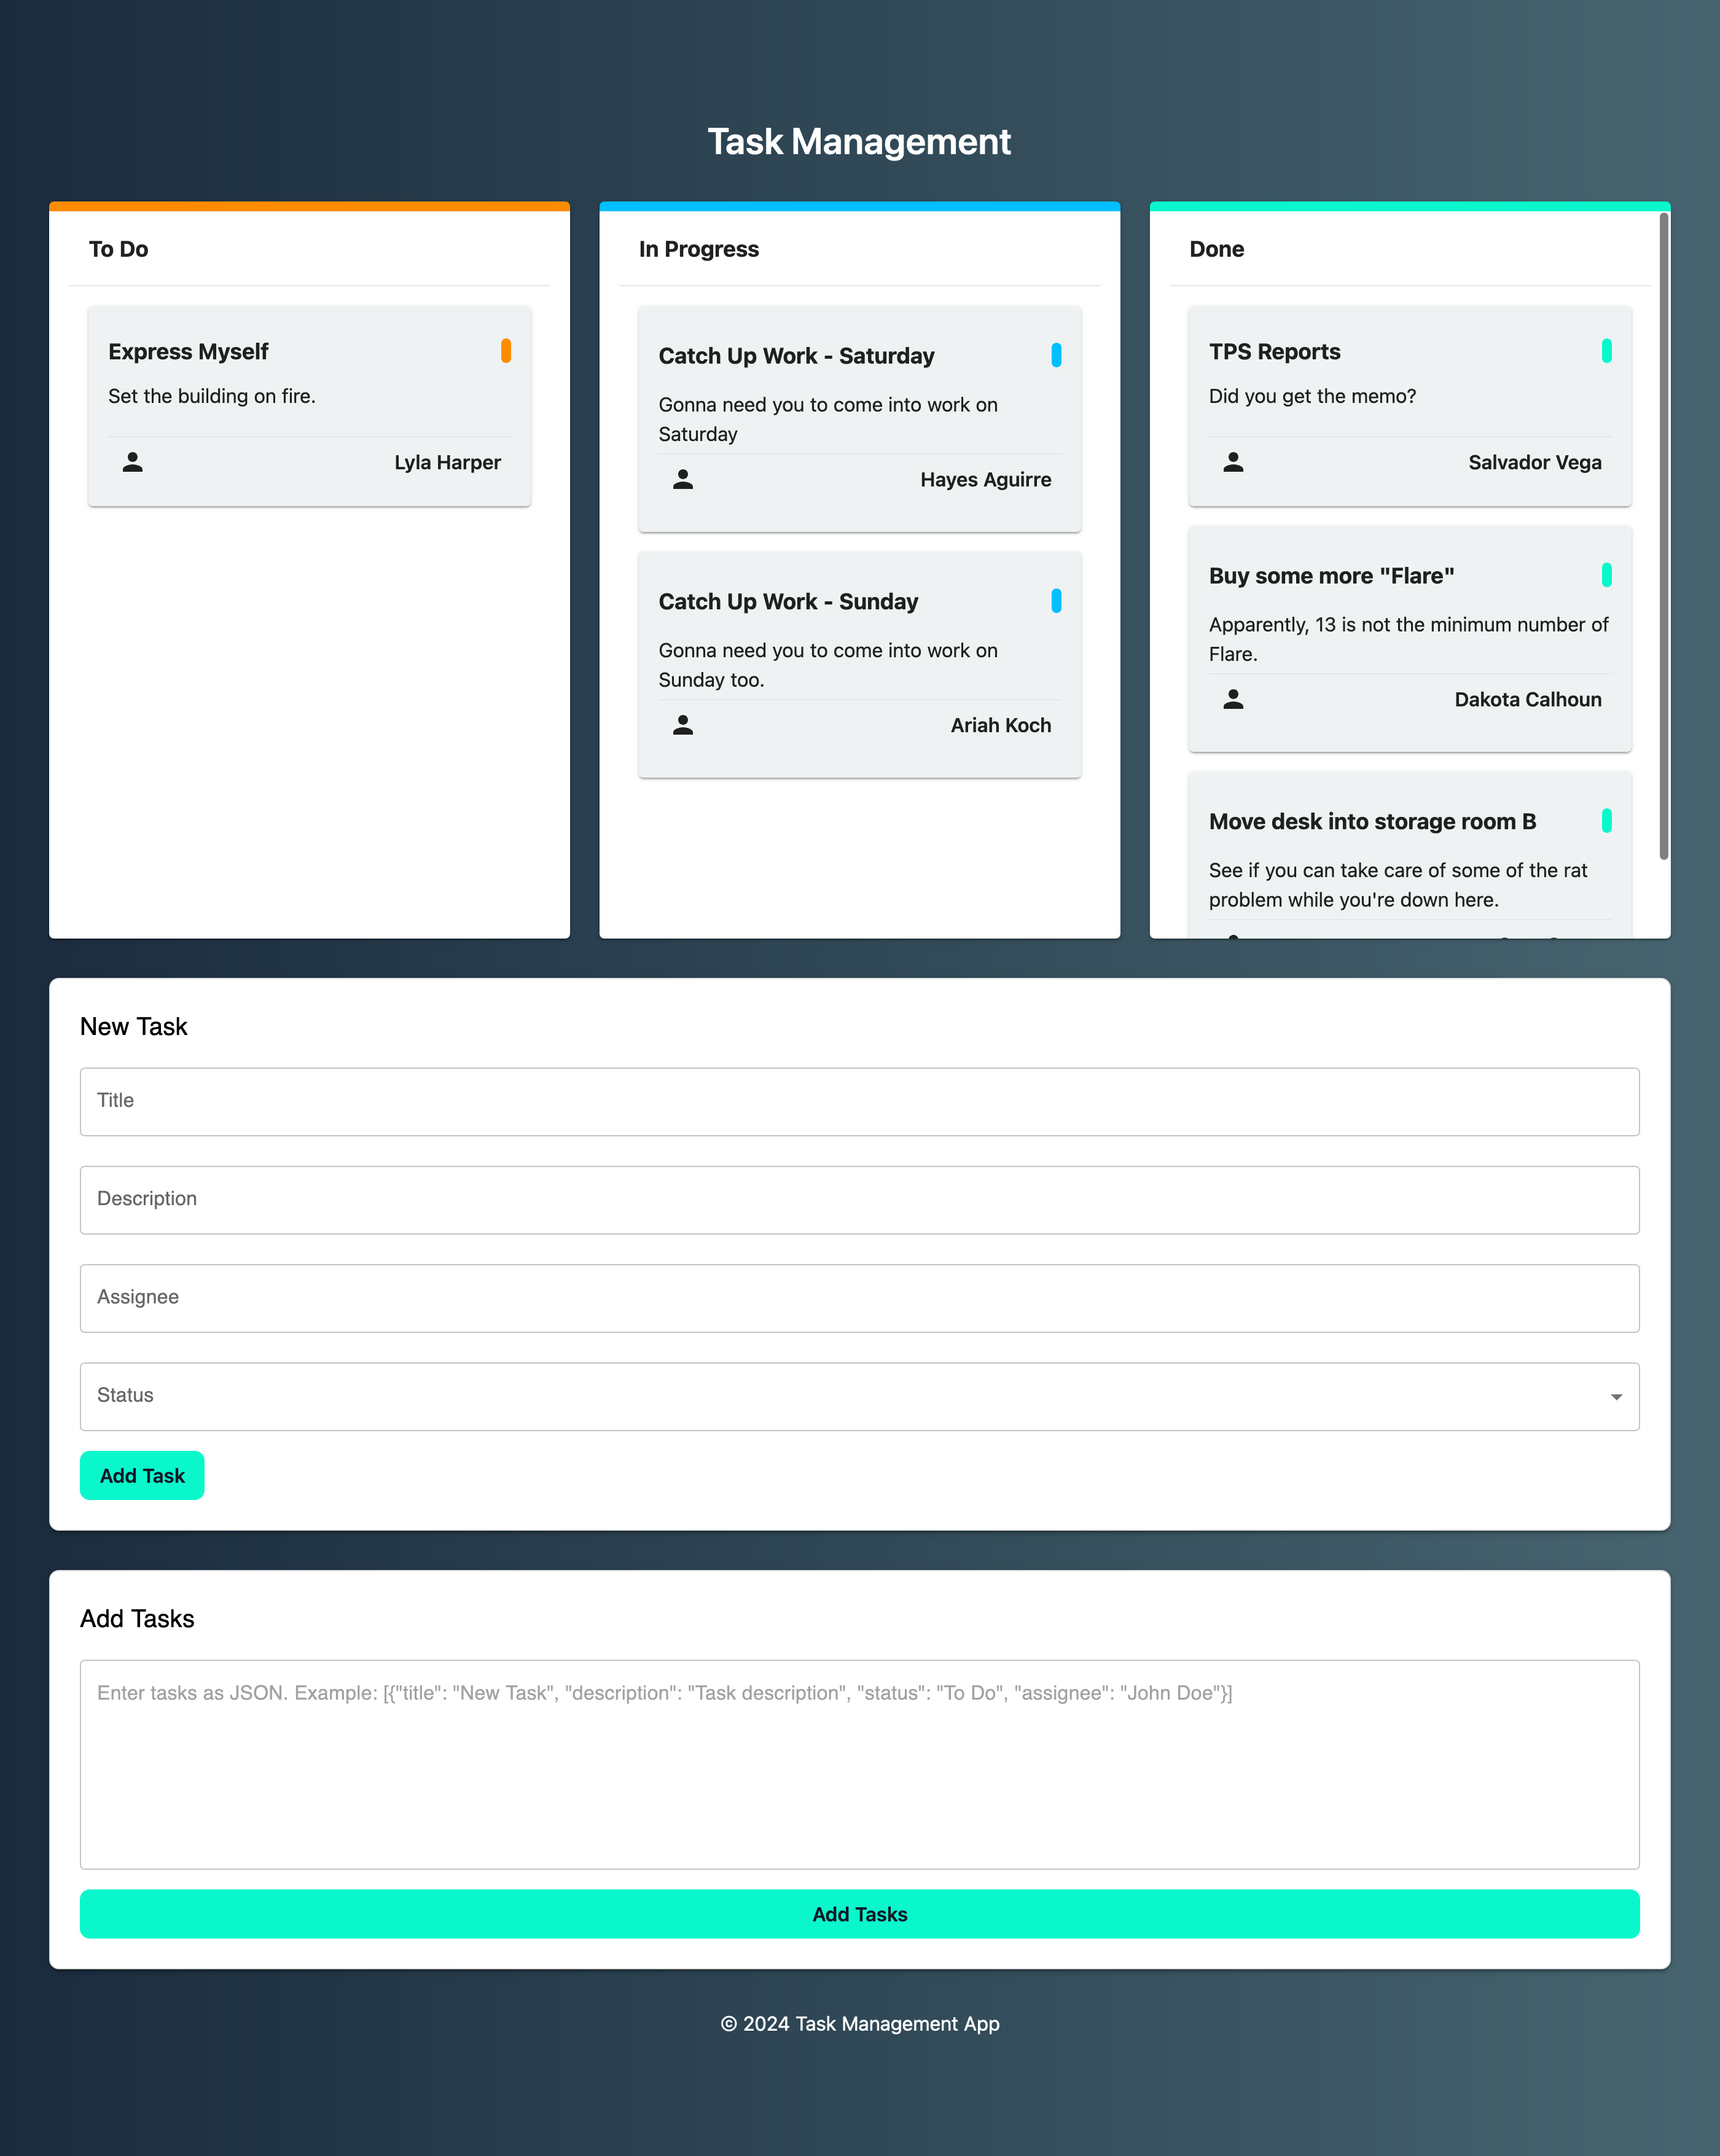 Task Management
To Do
Express Myself
Set the building on fire.
Lyla Harper
In Progress
Catch Up Work - Saturday
Gonna need you to come into work on
Saturday
Hayes Aguirre
Catch Up Work - Sunday
Gonna need you to come into work on
Sunday too.
Ariah Koch
Done
TPS Reports
Did you get the memo?
Salvador Vega
Buy some more "Flare"
Apparently, 13 is not the minimum number of
Flare.
Dakota Calhoun
Move desk into storage room B
See if you can take care of some of the rat
problem while you're down here.
New Task
Title
Description
Assignee
Status
Add Task
Add Tasks
Enter tasks as JSON. Example: [{"title": "New Task", "description": "Task description", "status": "To Do", "assignee": "John Doe"}]
Add Tasks
© 2024 Task Management App